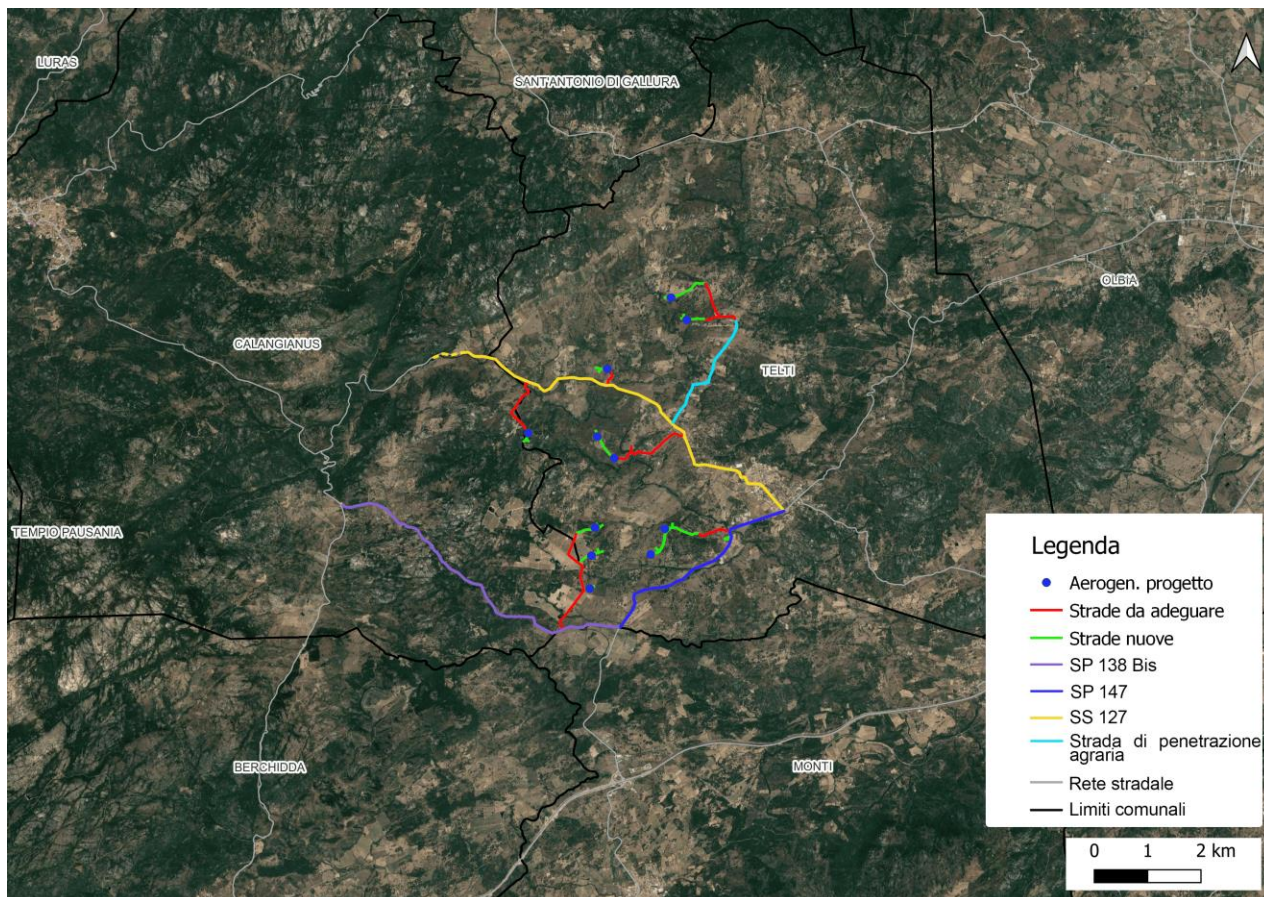 LURAS
SANT'ANTONIO DI GALLURA
OLBIA
CALANGIANUS
TELTI
TEMPIO PAUSANIA
BERCHIDDA
MONTI
Legenda
Aerogen. progetto
Strade da adeguare
Strade nuove
SP 138 Bis
SP 147
SS 127
Strada di penetrazione
agraria
Rete stradale
Limiti comunali
0 1 2 km